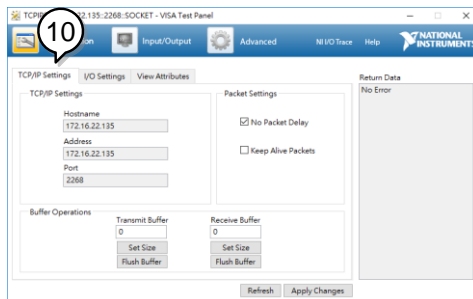 TCPIP 22.135::2268::SOCKET - VISA Test Panel
10
on Input/Output Advanced NI I/O Trace Help NATIONAL INSTRUMENTS
TCP/IP Settings I/O Settings View Attributes Return Data
TCP/IP Settings Packet Settings No Error
Hostname
172.16.22.135 No Packet Delay
Address
172.16.22.135 Keep Alive Packets
Port
2268
Buffer Operations
Transmit Buffer Receive Buffer
0 0
Set Size Set Size
Flush Buffer Flush Buffer
Refresh Apply Changes